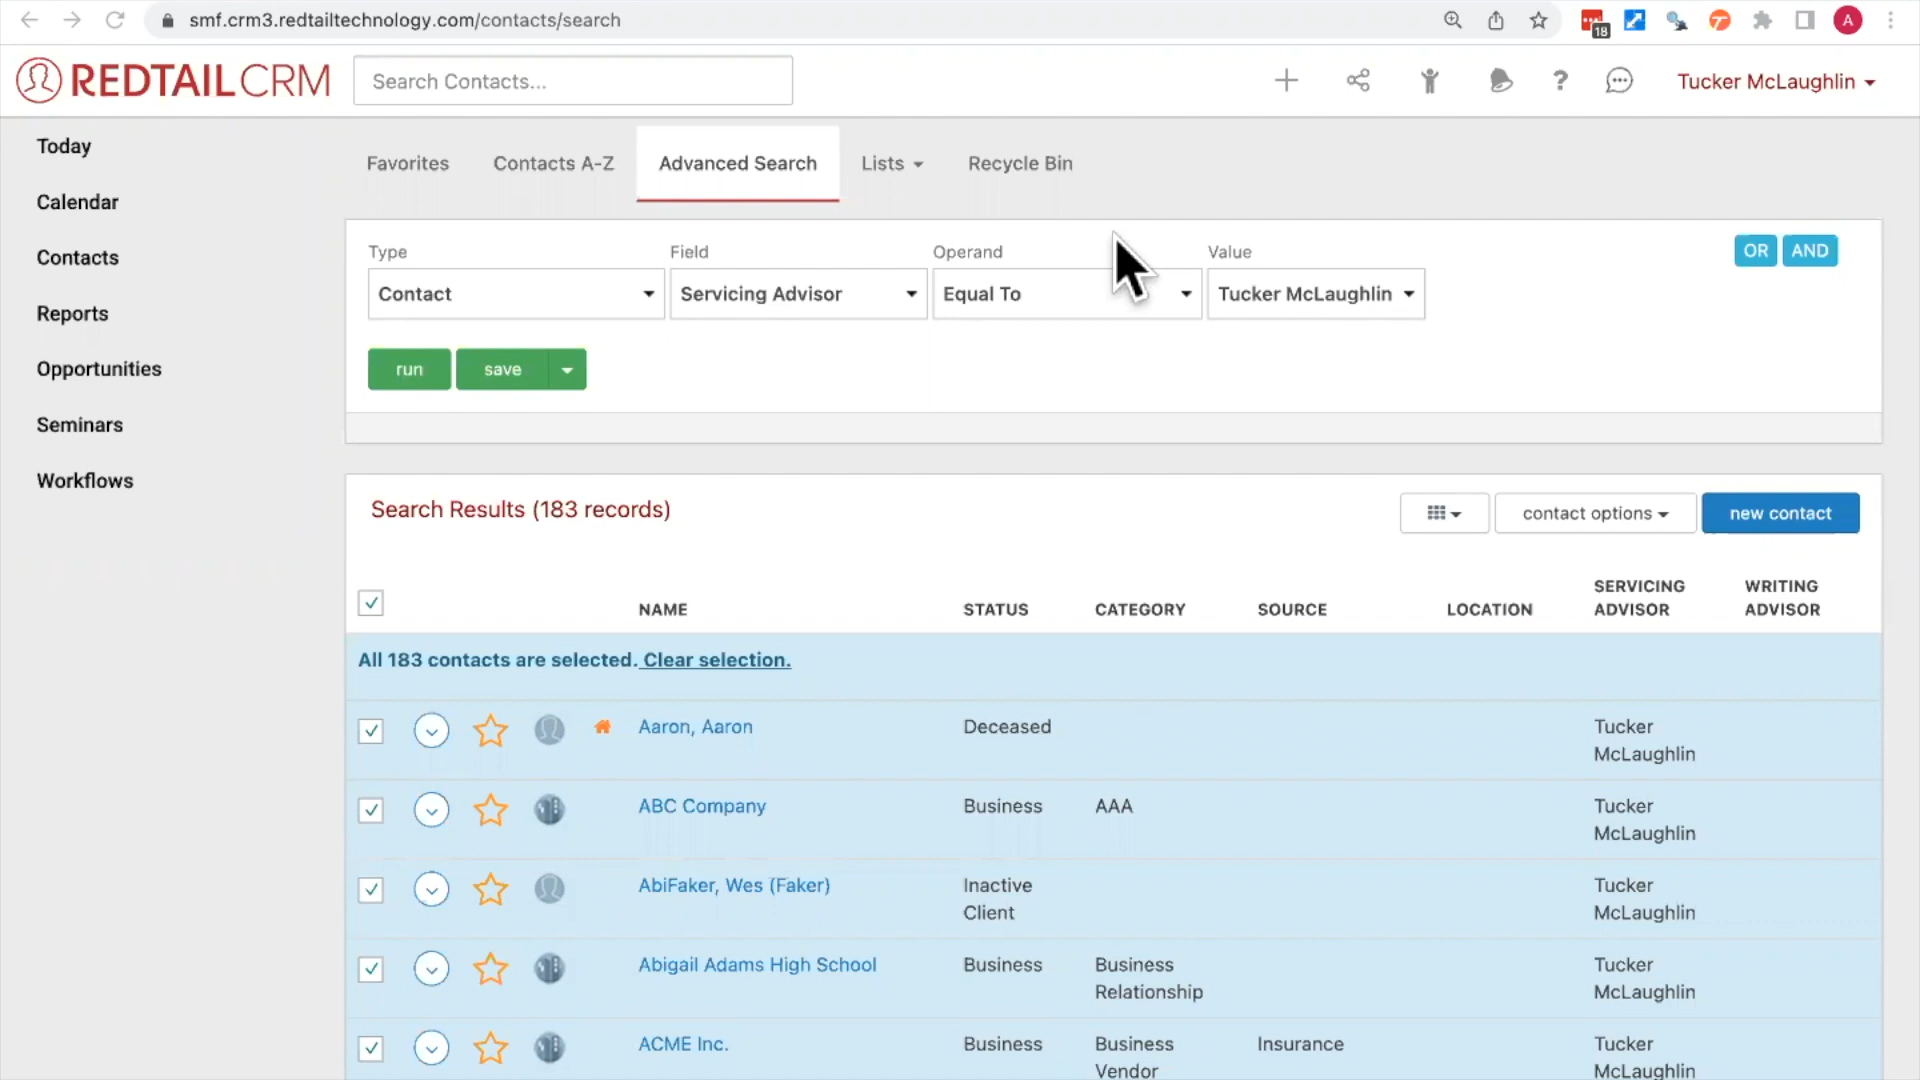 smf.crm3.redtailtechnology.com/contacts/search
18
A
REDTAILCRM
Search Contacts...
?
Tucker McLaughlin
Today
Calendar
Contacts
Reports
Opportunities
Seminars
Workflows
Favorites
Contacts A-Z
Advanced Search
Lists
Recycle Bin
Type
Field
Operand
Value
OR
AND
Contact
Servicing Advisor
Equal To
Tucker McLaughlin
run
save
Search Results (183 records)
contact options
new contact
NAME
STATUS
CATEGORY
SOURCE
LOCATION
SERVICING
ADVISOR
WRITING
ADVISOR
All 183 contacts are selected. Clear selection.
Aaron, Aaron
Deceased
Tucker
McLaughlin
ABC Company
Business
AAA
Tucker
McLaughlin
AbiFaker, Wes (Faker)
Inactive
Client
Tucker
McLaughlin
Abigail Adams High School
Business
Business
Relationship
Tucker
McLaughlin
ACME Inc.
Business
Business
Vendor
Insurance
Tucker
McLaughlin